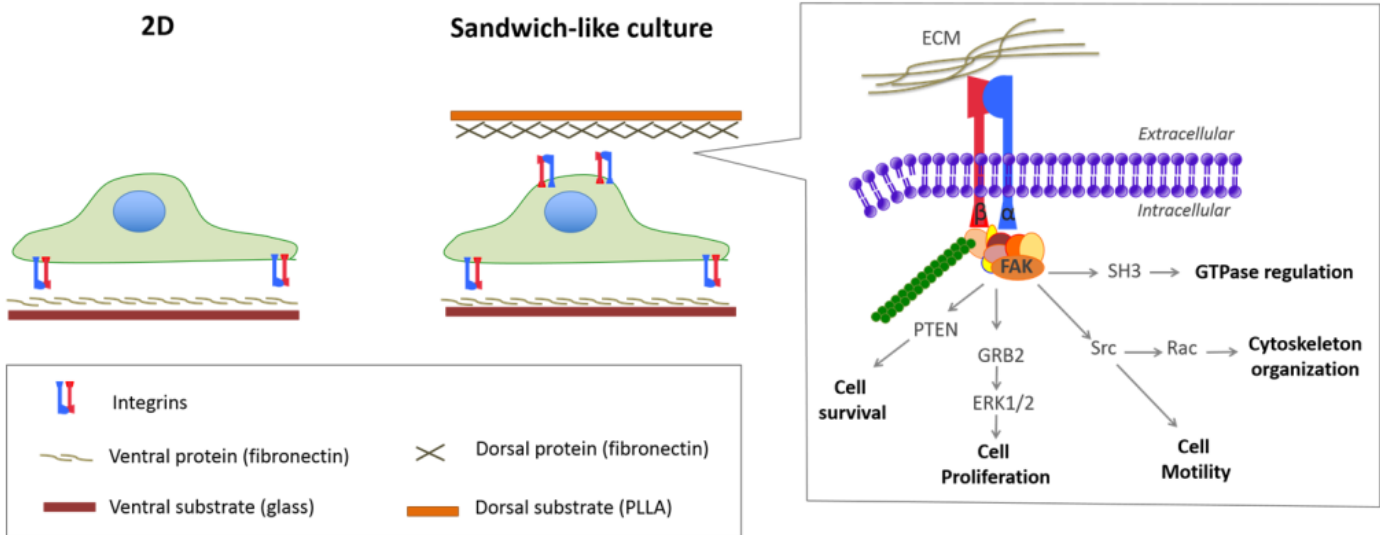 2D
Sandwich-like culture
ECM
Extracellular
Intracellular
β α
FAK
SH3
GTPase regulation
PTEN
GRB2
Src
Rac
Cytoskeleton
organization
Cell
survival
ERK1/2
Cell
Proliferation
Cell
Motility
Integrins
Ventral protein (fibronectin)
Dorsal protein (fibronectin)
Ventral substrate (glass)
Dorsal substrate (PLLA)